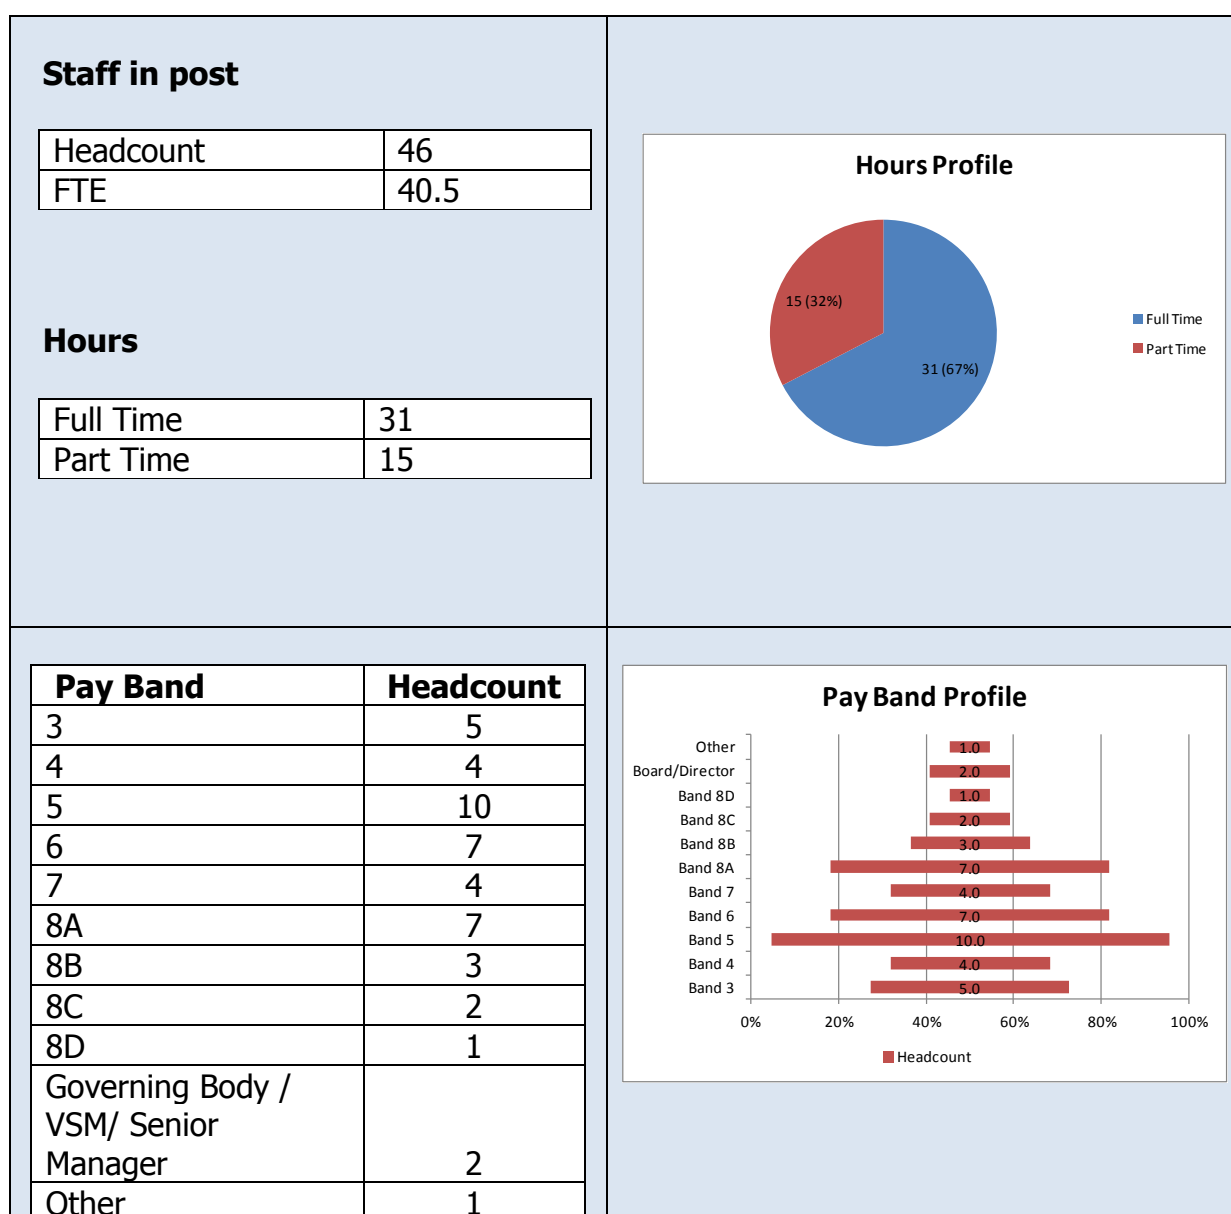 Staff in post
Headcount 46
FTE 40.5
Hours Profile
15 (32%)
31 (67%)
Full Time
Part Time
Hours
Full Time 31
Part Time 15
Pay Band Headcount
3 5
4 4
5 10
6 7
7 4
8A 7
8B 3
8C 2
8D 1
Governing Body /
VSM/ Senior
Manager 2
Other 1
Pay Band Profile
Other 1.0
Board/Director 2.0
Band 8D 1.0
Band 8C 2.0
Band 8B 3.0
Band 8A 7.0
Band 7 4.0
Band 6 7.0
Band 5 10.0
Band 4 4.0
Band 3 5.0
0% 20% 40% 60% 80% 100%
Headcount